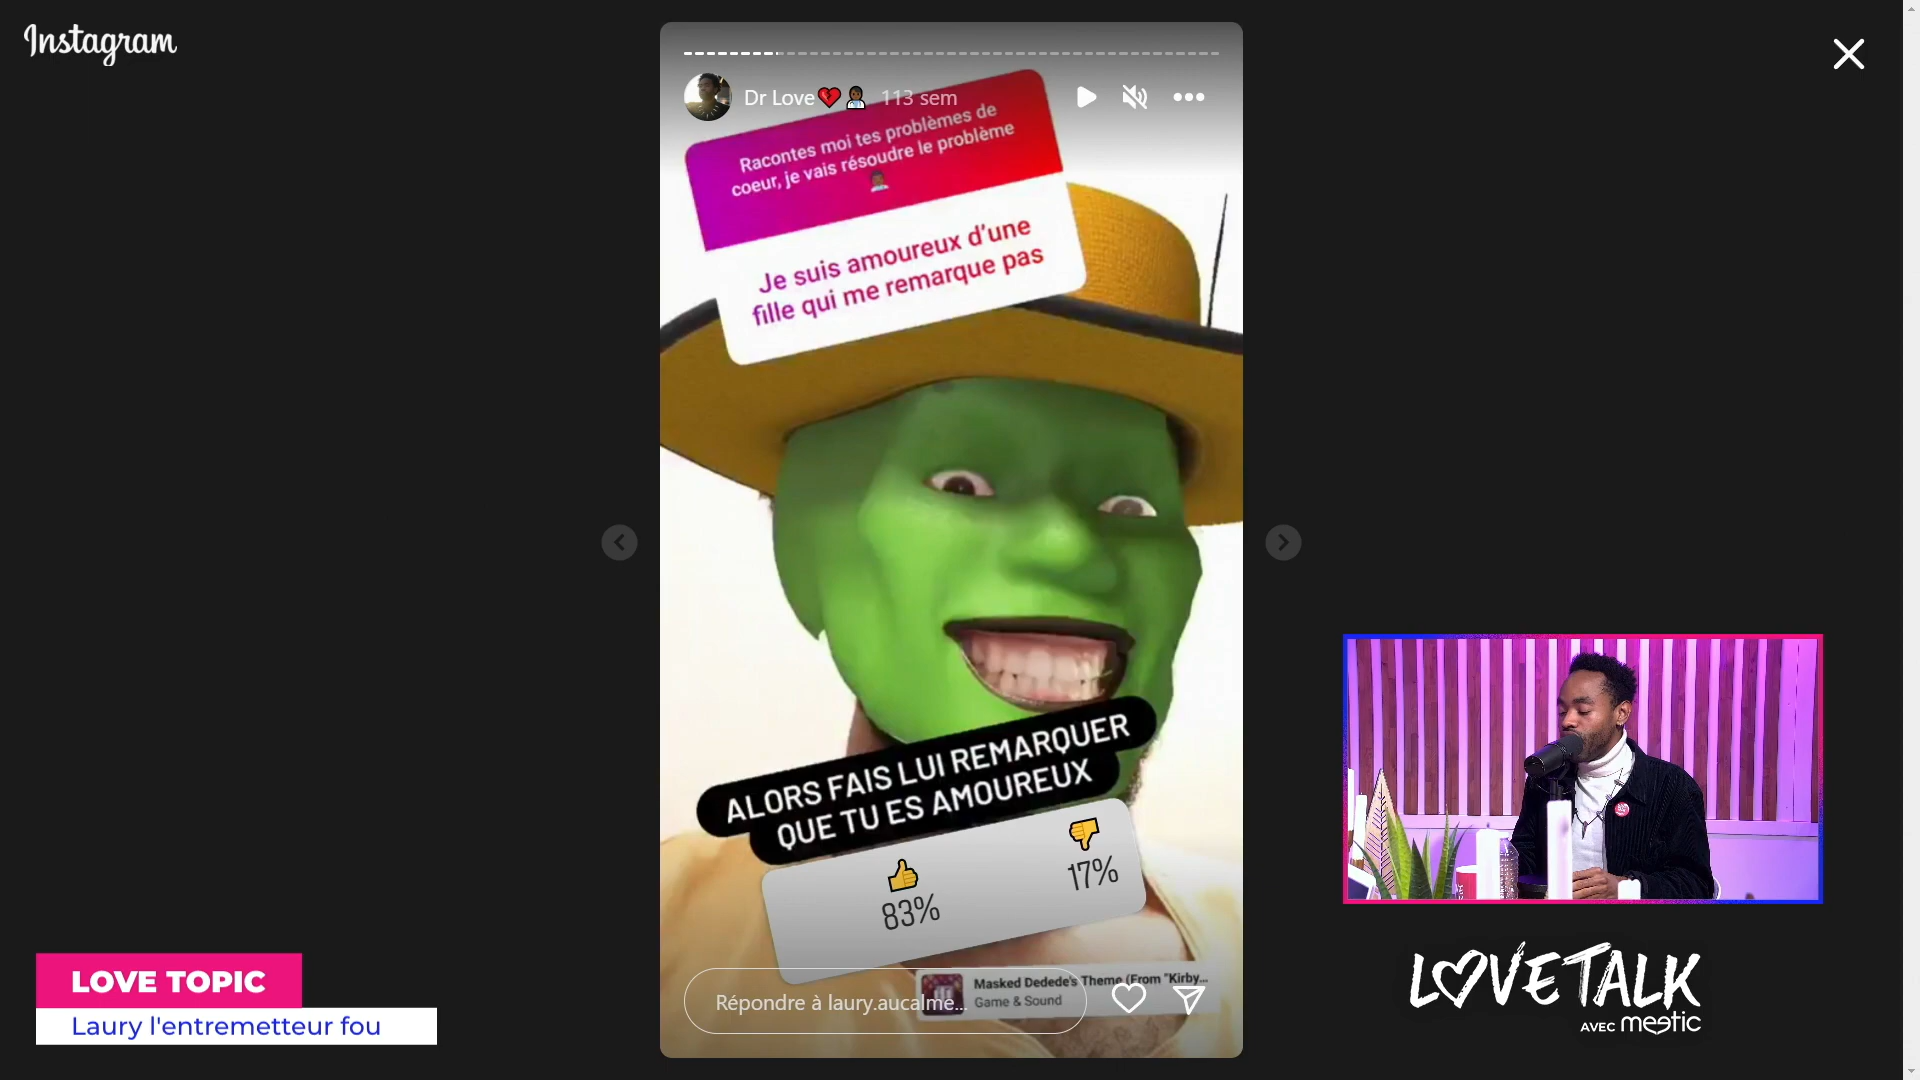 Instagram
Dr Love 113 sem
Racontes moi tes problèmes de
coeur, je vais résoudre le problème
Je suis amoureux d'une
fille qui me remarque pas
ALORS FAIS LUI REMARQUER
QUE TU ES AMOUREUX
83%
17%
Masked Dedede's Theme (From "Kirby...
Game & Sound
Répondre à laury.aucalme...
LOVE TOPIC
Laury l'entremetteur fou
LOVE TALK
AVEC meetic